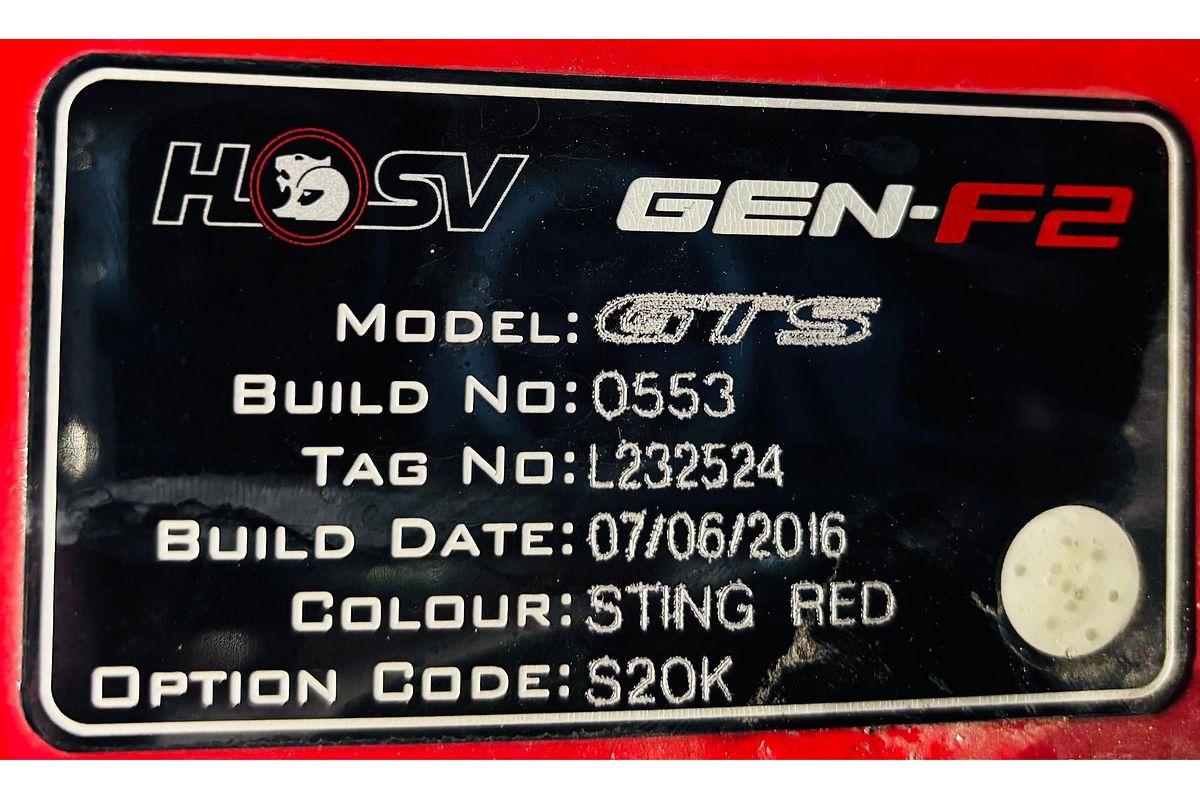 HSV GEN-F2
MODEL: GTS
BUILD NO: 0553
TAG NO: L232524
BUILD DATE: 07/06/2016
COLOUR: STING RED
OPTION CODE: S20K